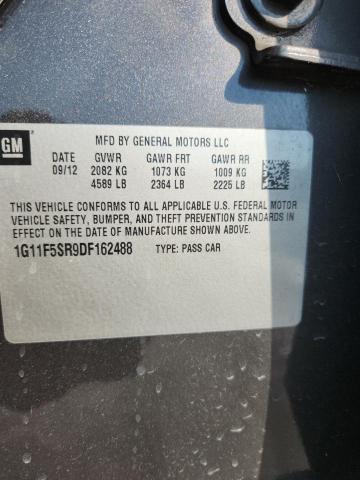 GM
MFD BY GENERAL MOTORS LLC
DATE GVWR GAWR FRT GAWR RR
09/12 2082 KG 1073 KG 1009 KG
4589 LB 2364 LB 2225 LB
THIS VEHICLE CONFORMS TO ALL APPLICABLE U.S. FEDERAL MOTOR
VEHICLE SAFETY, BUMPER, AND THEFT PREVENTION STANDARDS IN
EFFECT ON THE DATE OF MANUFACTURE SHOWN ABOVE.
1G11F5SR9DF162488 TYPE: PASS CAR